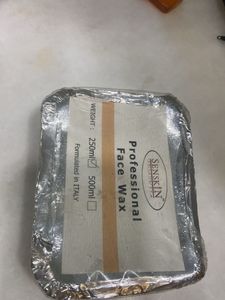 SENSKIN
Professional
Face Wax
WEIGHT : 250ml 500ml
Formulated in ITALY